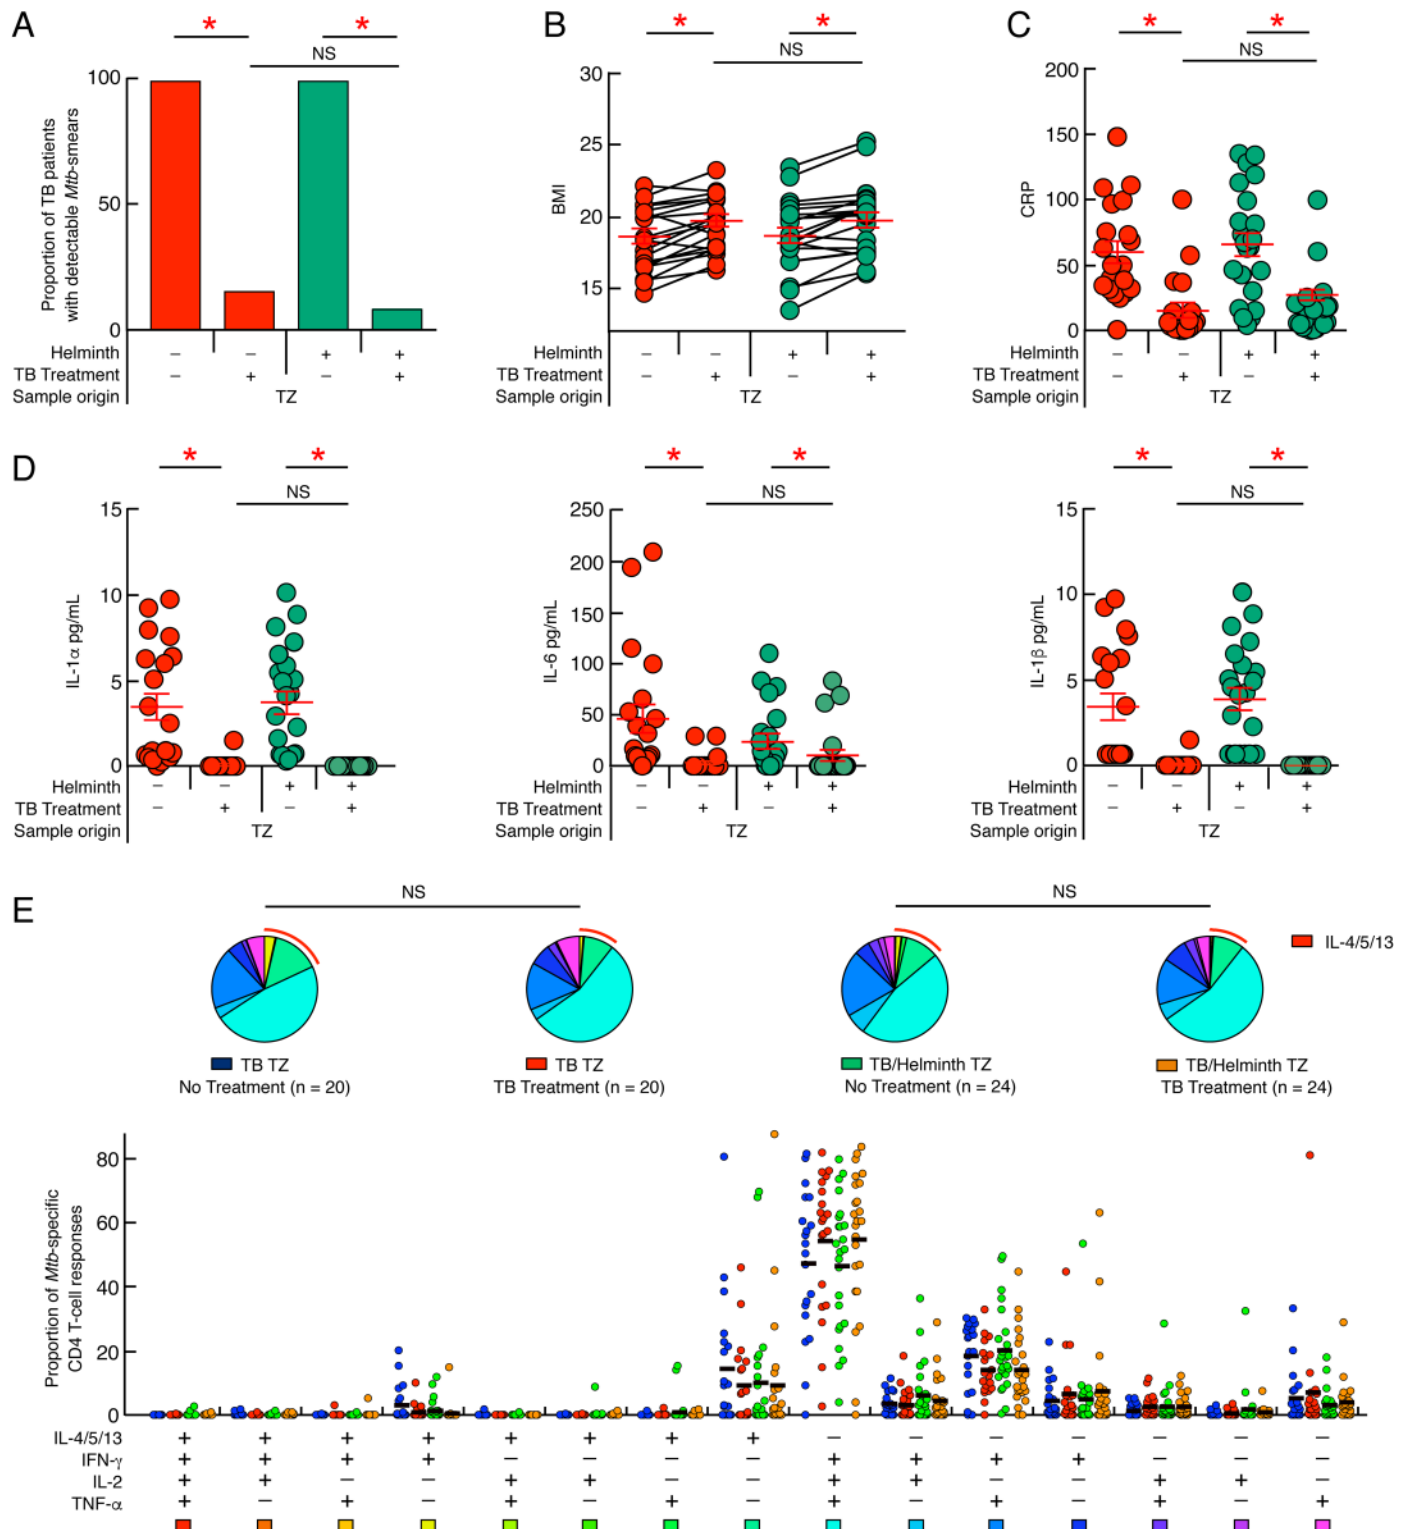 A
*
*
NS
Proportion of TB patients
with detectable Mtb-smears
100
50
0
Helminth – – + +
TB Treatment – + – +
Sample origin TZ
B
*
*
NS
BMI
30
25
20
15
Helminth – – + +
TB Treatment – + – +
Sample origin TZ
C
*
*
NS
CRP
200
150
100
50
0
Helminth – – + +
TB Treatment – + – +
Sample origin TZ
D
*
*
NS
IL-1α pg/mL
15
10
5
0
Helminth – – + +
TB Treatment – + – +
Sample origin TZ
*
*
NS
IL-6 pg/mL
250
200
150
100
50
0
Helminth – – + +
TB Treatment – + – +
Sample origin TZ
*
*
NS
IL-1β pg/mL
15
10
5
0
Helminth – – + +
TB Treatment – + – +
Sample origin TZ
E
NS
NS
IL-4/5/13
TB TZ
No Treatment (n = 20)
TB TZ
TB Treatment (n = 20)
TB/Helminth TZ
No Treatment (n = 24)
TB/Helminth TZ
TB Treatment (n = 24)
Proportion of Mtb-specific
CD4 T-cell responses
80
60
40
20
0
IL-4/5/13 + + + + + + + + – – – – – – –
IFN-γ + + + + – – – – + + + + – – –
IL-2 + + – – + + – – + + – – + + –
TNF-α + – + – + – + – + – + – + – +